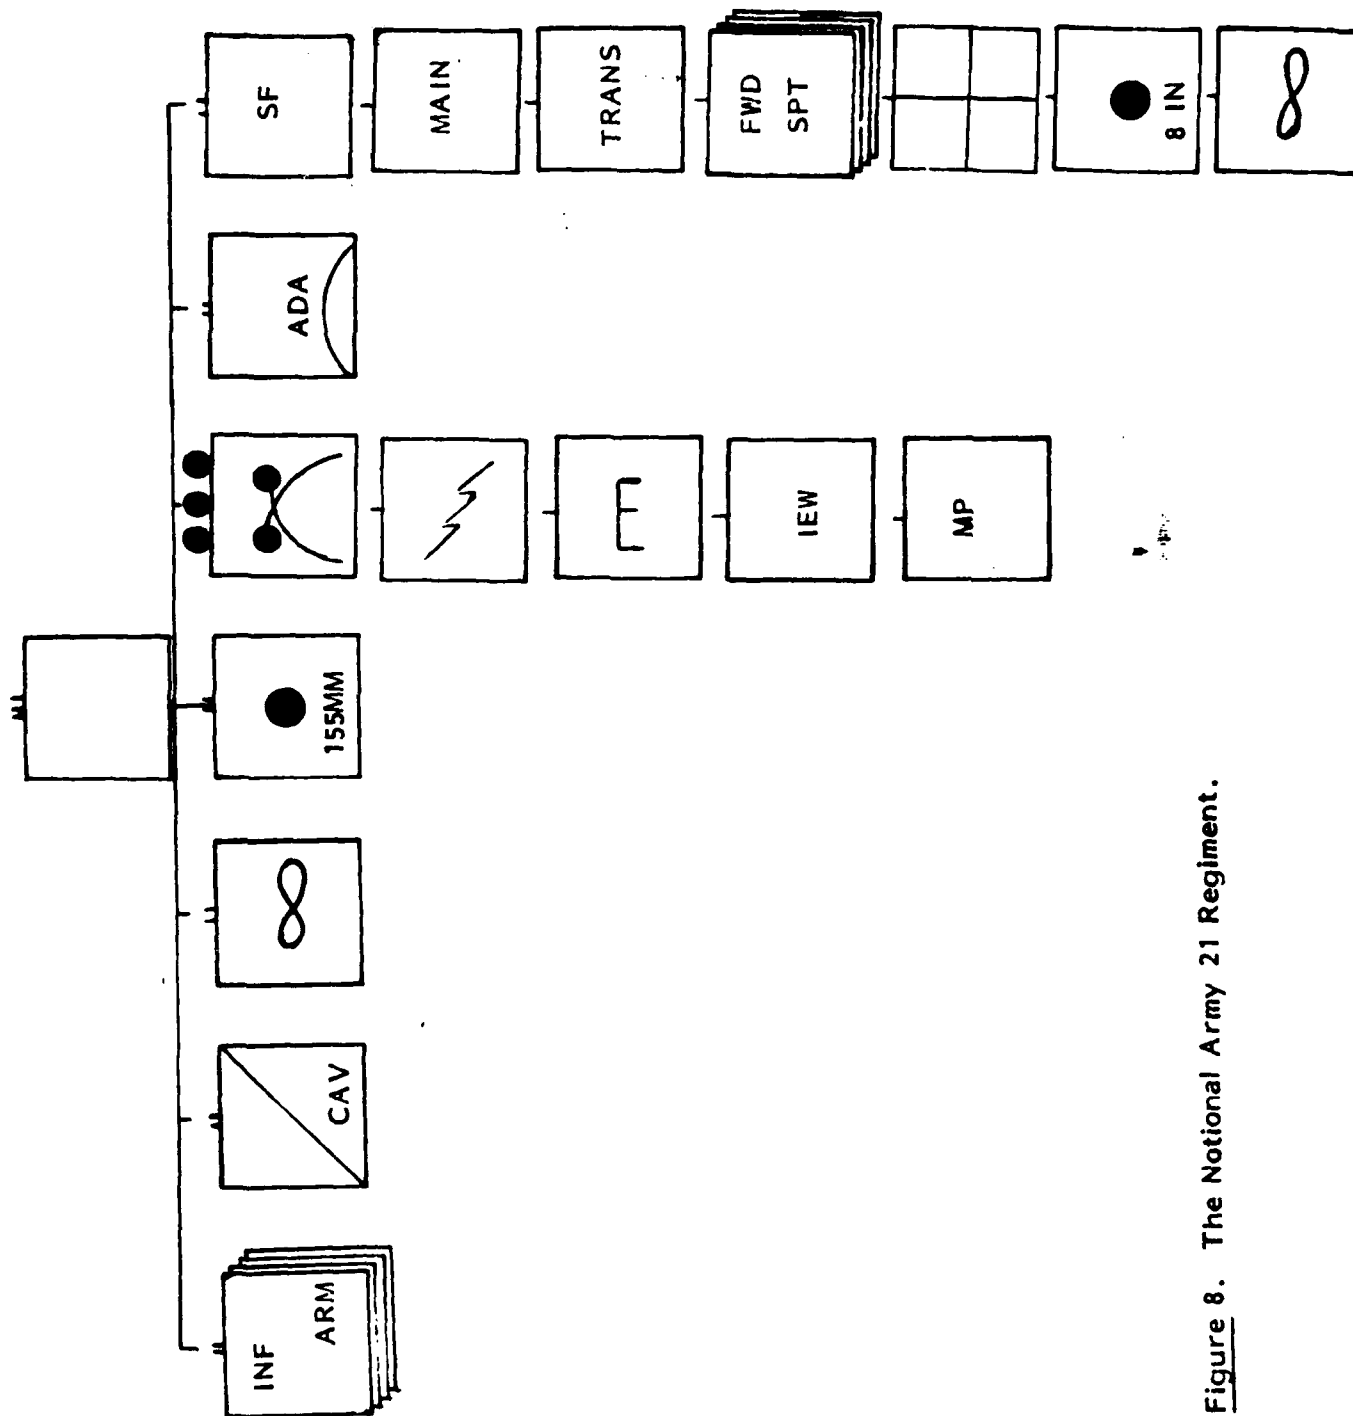 INF
ARM
CAV
155MM
IEW
MP
ADA
SF
MAIN
TRANS
FWD
SPT
8 IN
Figure 8. The Notional Army 21 Regiment.